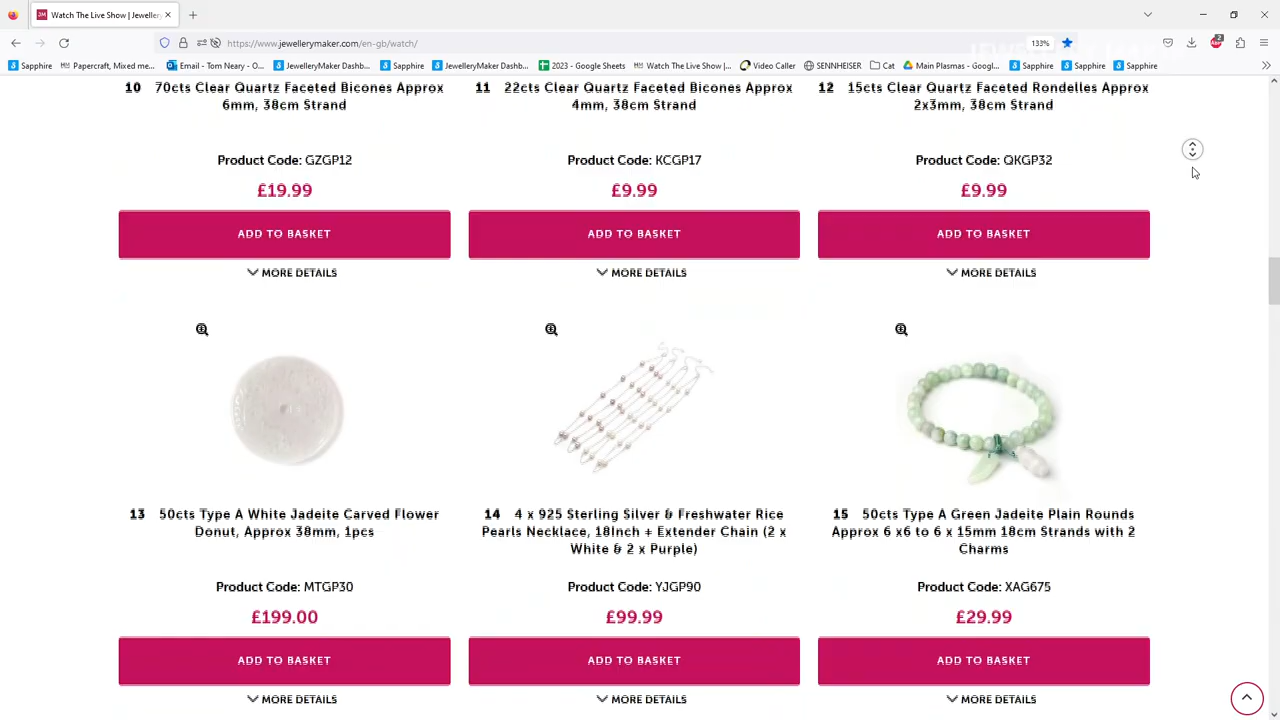 Watch The Live Show | Jeweller
https://www.jewellerymaker.com/en-gb/watch/
133%
2
Sapphire
Papercraft, Mixed me...
Email - Tom Neary - O...
JewelleryMaker Dashb...
Sapphire
JewelleryMaker Dashb...
2023 - Google Sheets
Watch The Live Show |...
Video Caller
SENNHEISER
Cat
Main Plasmas - Googl...
Sapphire
Sapphire
Sapphire
10 70cts Clear Quartz Faceted Bicones Approx
6mm, 38cm Strand
Product Code: GZGP12
£19.99
ADD TO BASKET
MORE DETAILS
11 22cts Clear Quartz Faceted Bicones Approx
4mm, 38cm Strand
Product Code: KCGP17
£9.99
ADD TO BASKET
MORE DETAILS
12 15cts Clear Quartz Faceted Rondelles Approx
2x3mm, 38cm Strand
Product Code: QKGP32
£9.99
ADD TO BASKET
MORE DETAILS
13 50cts Type A White Jadeite Carved Flower
Donut, Approx 38mm, 1pcs
Product Code: MTGP30
£199.00
ADD TO BASKET
MORE DETAILS
14 4 x 925 Sterling Silver & Freshwater Rice
Pearls Necklace, 18Inch + Extender Chain (2 x
White & 2 x Purple)
Product Code: YJGP90
£99.99
ADD TO BASKET
MORE DETAILS
15 50cts Type A Green Jadeite Plain Rounds
Approx 6 x6 to 6 x 15mm 18cm Strands with 2
Charms
Product Code: XAG675
£29.99
ADD TO BASKET
MORE DETAILS